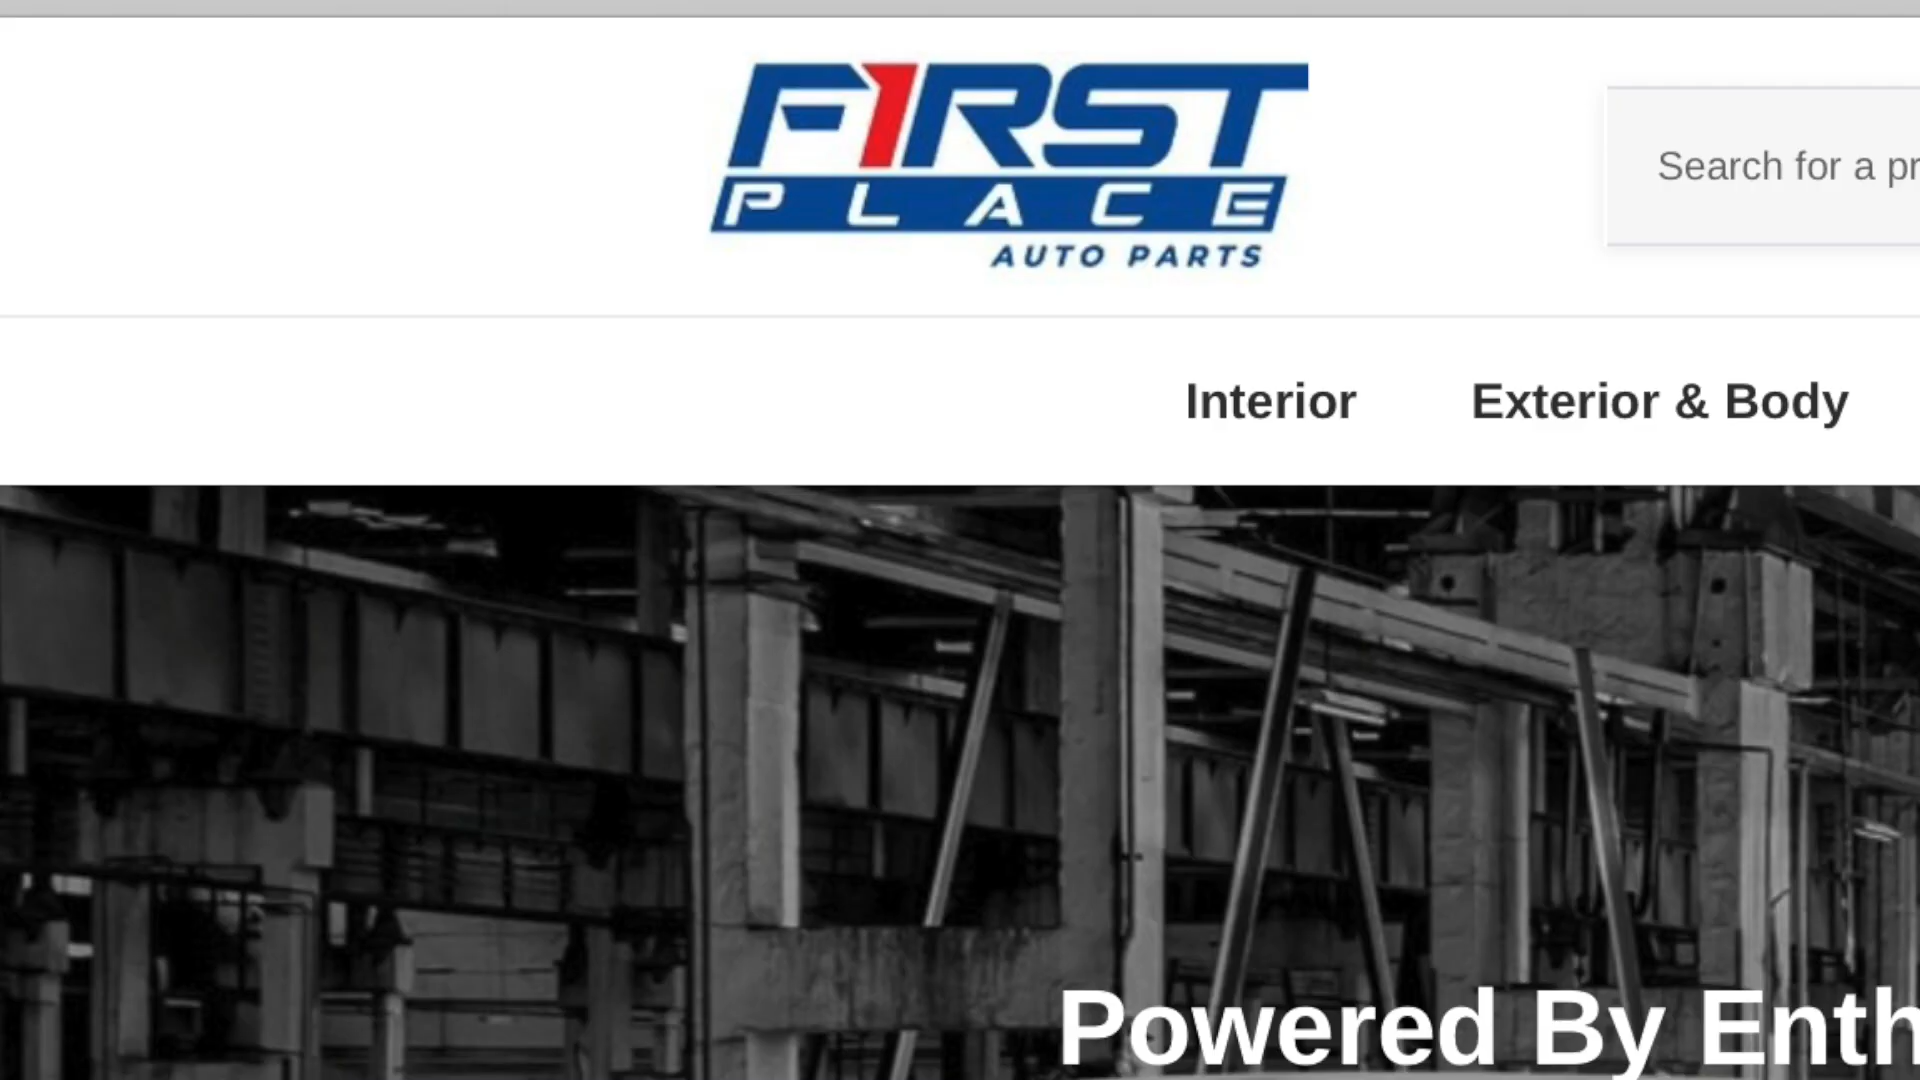 F1RST
PLACE
AUTO PARTS
Search for a pr
Interior
Exterior & Body
Powered By Enth